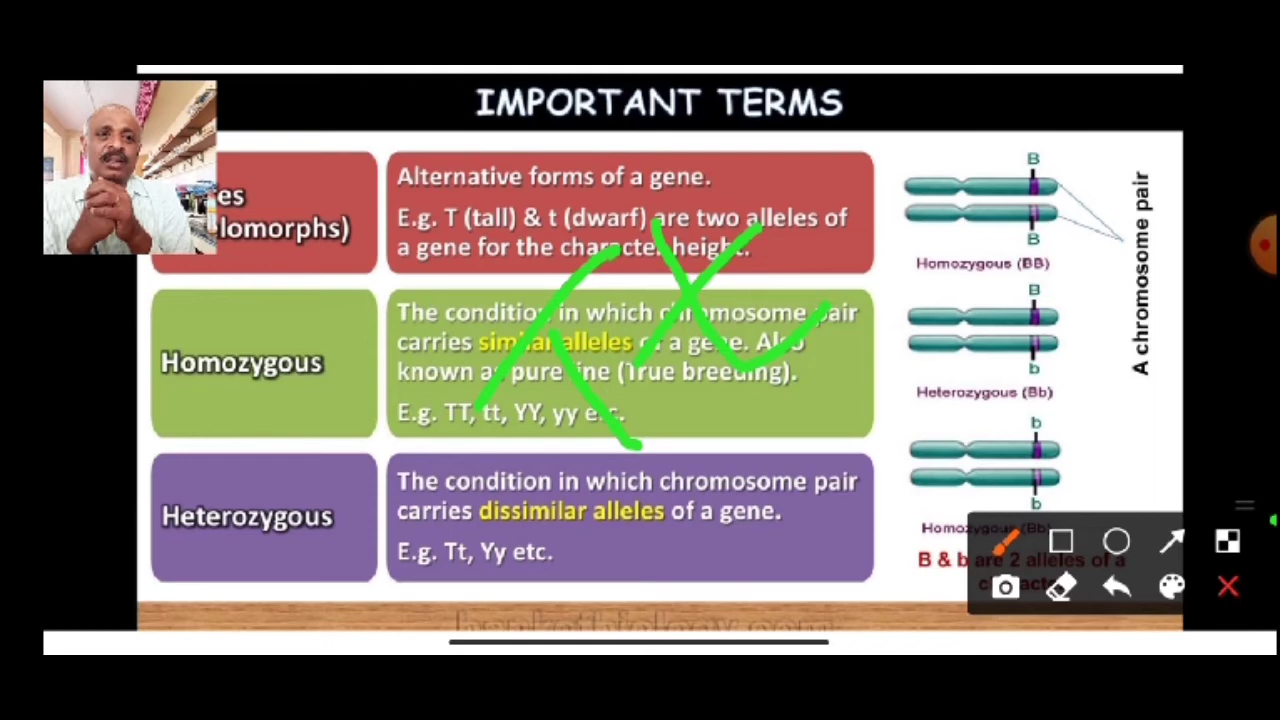 IMPORTANT TERMS
es
lomorphs)
Alternative forms of a gene.
E.g. T (tall) & t (dwarf) are two alleles of
a gene for the character height.
Homozygous
The condition in which chromosome pair
carries similar alleles of a gene. Also
known as pure line (True breeding).
E.g. TT, tt, YY, yy etc.
Heterozygous
The condition in which chromosome pair
carries dissimilar alleles of a gene.
E.g. Tt, Yy etc.
B
B
Homozygous (BB)
B
b
Heterozygous (Bb)
b
b
Homozygous (Bb)
B & b are 2 alleles of a
A chromosome pair